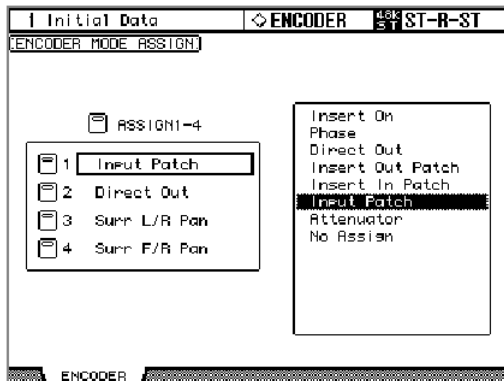 1 Initial Data ENCODER 48k ST ST-R-ST
ENCODER MODE ASSIGN
ASSIGN1-4
1 Input Patch
2 Direct Out
3 Surr L/R Pan
4 Surr F/R Pan
Insert On
Phase
Direct Out
Insert Out Patch
Insert In Patch
Input Patch
Attenuator
No Assign
ENCODER